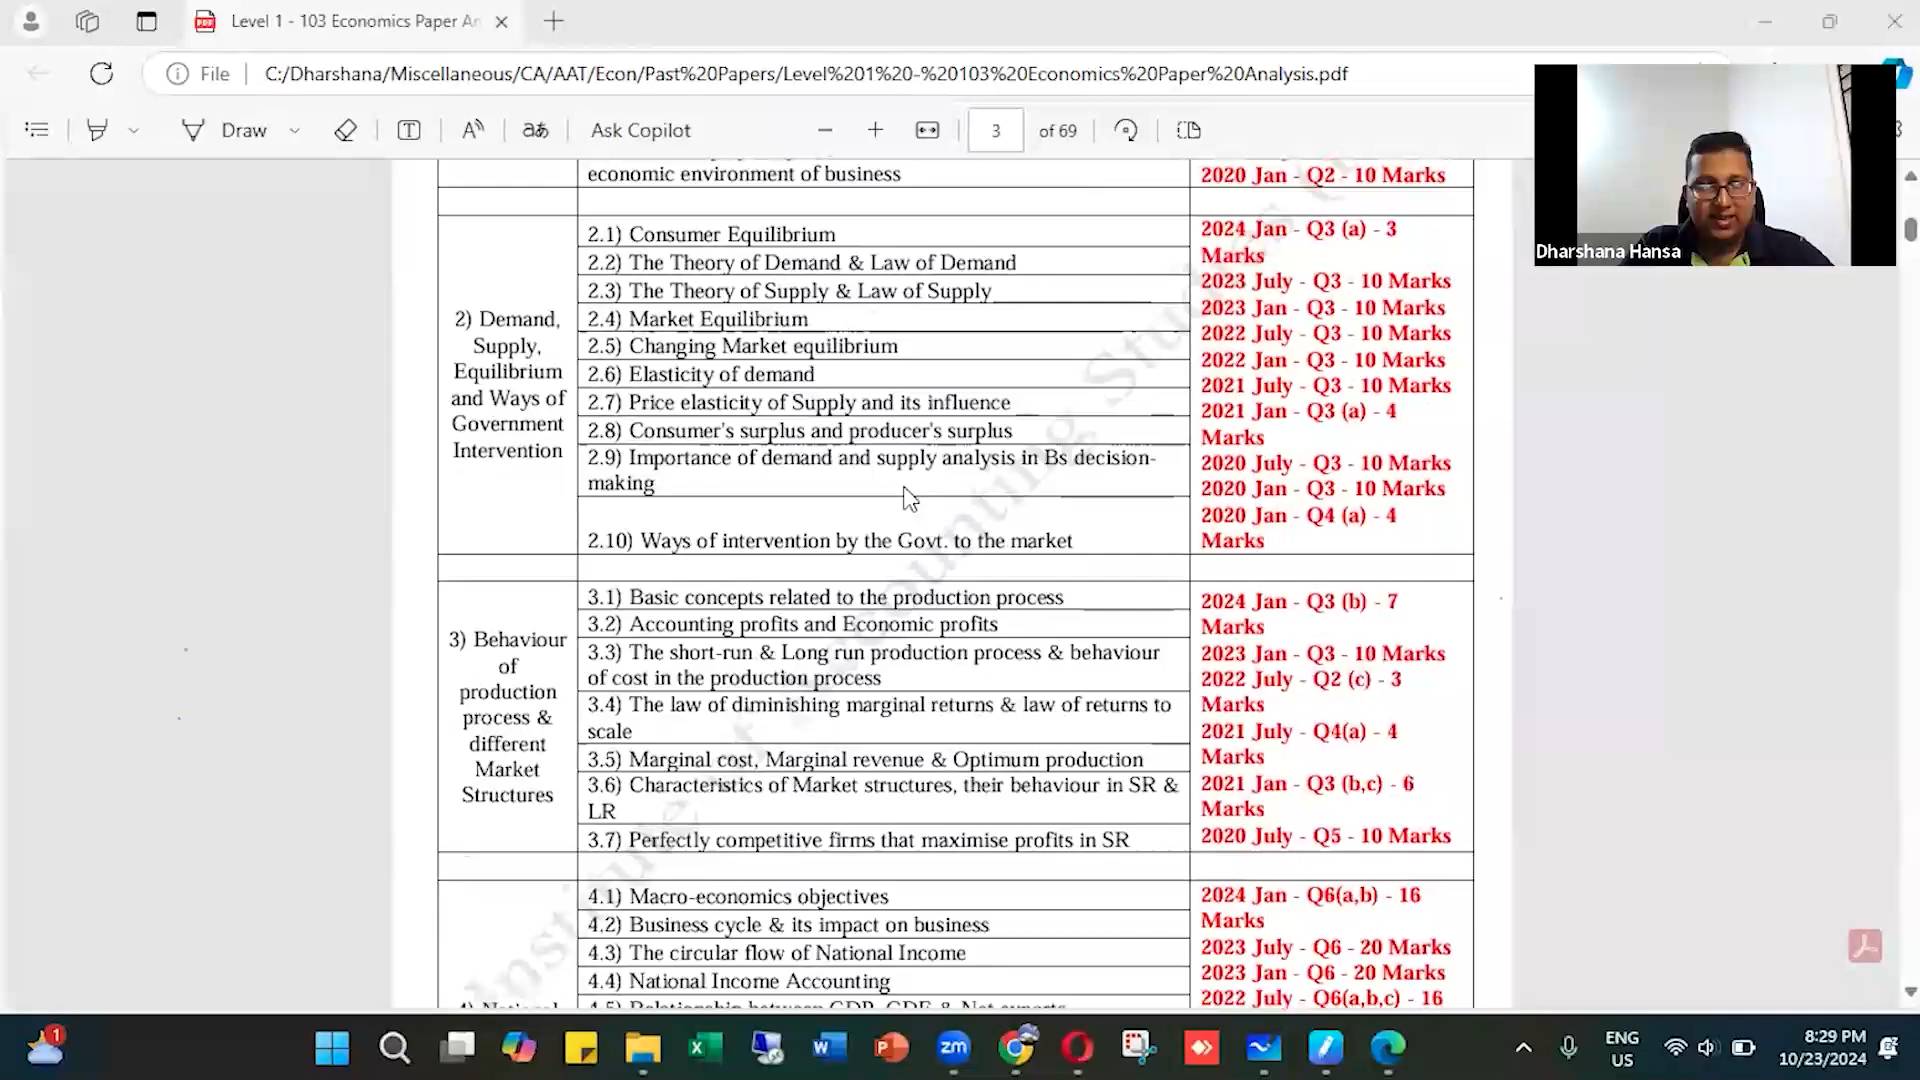 Level 1 - 103 Economics Paper An
File
C:/Dharshana/Miscellaneous/CA/AAT/Econ/Past%20Papers/Level%201%20-%20103%20Economics%20Paper%20Analysis.pdf
Draw
Ask Copilot
3 of 69
Dharshana Hansa
economic environment of business
2020 Jan - Q2 - 10 Marks
2) Demand,
Supply,
Equilibrium
and Ways of
Government
Intervention
2.1) Consumer Equilibrium
2.2) The Theory of Demand & Law of Demand
2.3) The Theory of Supply & Law of Supply
2.4) Market Equilibrium
2.5) Changing Market equilibrium
2.6) Elasticity of demand
2.7) Price elasticity of Supply and its influence
2.8) Consumer's surplus and producer's surplus
2.9) Importance of demand and supply analysis in Bs decision-
making
2.10) Ways of intervention by the Govt. to the market
2024 Jan - Q3 (a) - 3
Marks
2023 July - Q3 - 10 Marks
2023 Jan - Q3 - 10 Marks
2022 July - Q3 - 10 Marks
2022 Jan - Q3 - 10 Marks
2021 July - Q3 - 10 Marks
2021 Jan - Q3 (a) - 4
Marks
2020 July - Q3 - 10 Marks
2020 Jan - Q3 - 10 Marks
2020 Jan - Q4 (a) - 4
Marks
3) Behaviour
of
production
process &
different
Market
Structures
3.1) Basic concepts related to the production process
3.2) Accounting profits and Economic profits
3.3) The short-run & Long run production process & behaviour
of cost in the production process
3.4) The law of diminishing marginal returns & law of returns to
scale
3.5) Marginal cost, Marginal revenue & Optimum production
3.6) Characteristics of Market structures, their behaviour in SR &
LR
3.7) Perfectly competitive firms that maximise profits in SR
2024 Jan - Q3 (b) - 7
Marks
2023 Jan - Q3 - 10 Marks
2022 July - Q2 (c) - 3
Marks
2021 July - Q4(a) - 4
Marks
2021 Jan - Q3 (b,c) - 6
Marks
2020 July - Q5 - 10 Marks
4) National
4.1) Macro-economics objectives
4.2) Business cycle & its impact on business
4.3) The circular flow of National Income
4.4) National Income Accounting
4.5) Relationship between GDP, GDE & Net exports
2024 Jan - Q6(a,b) - 16
Marks
2023 July - Q6 - 20 Marks
2023 Jan - Q6 - 20 Marks
2022 July - Q6(a,b,c) - 16
Institute of Accounting Studies
1
zm
ENG
US
8:29 PM
10/23/2024